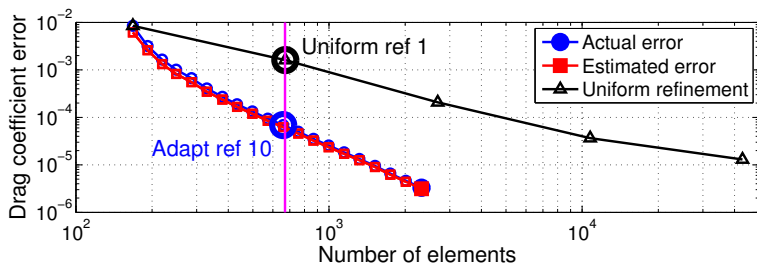 Drag coefficient error
10^-2
10^-3
10^-4
10^-5
10^-6
Uniform ref 1
Adapt ref 10
Actual error
Estimated error
Uniform refinement
10^2
10^3
10^4
Number of elements